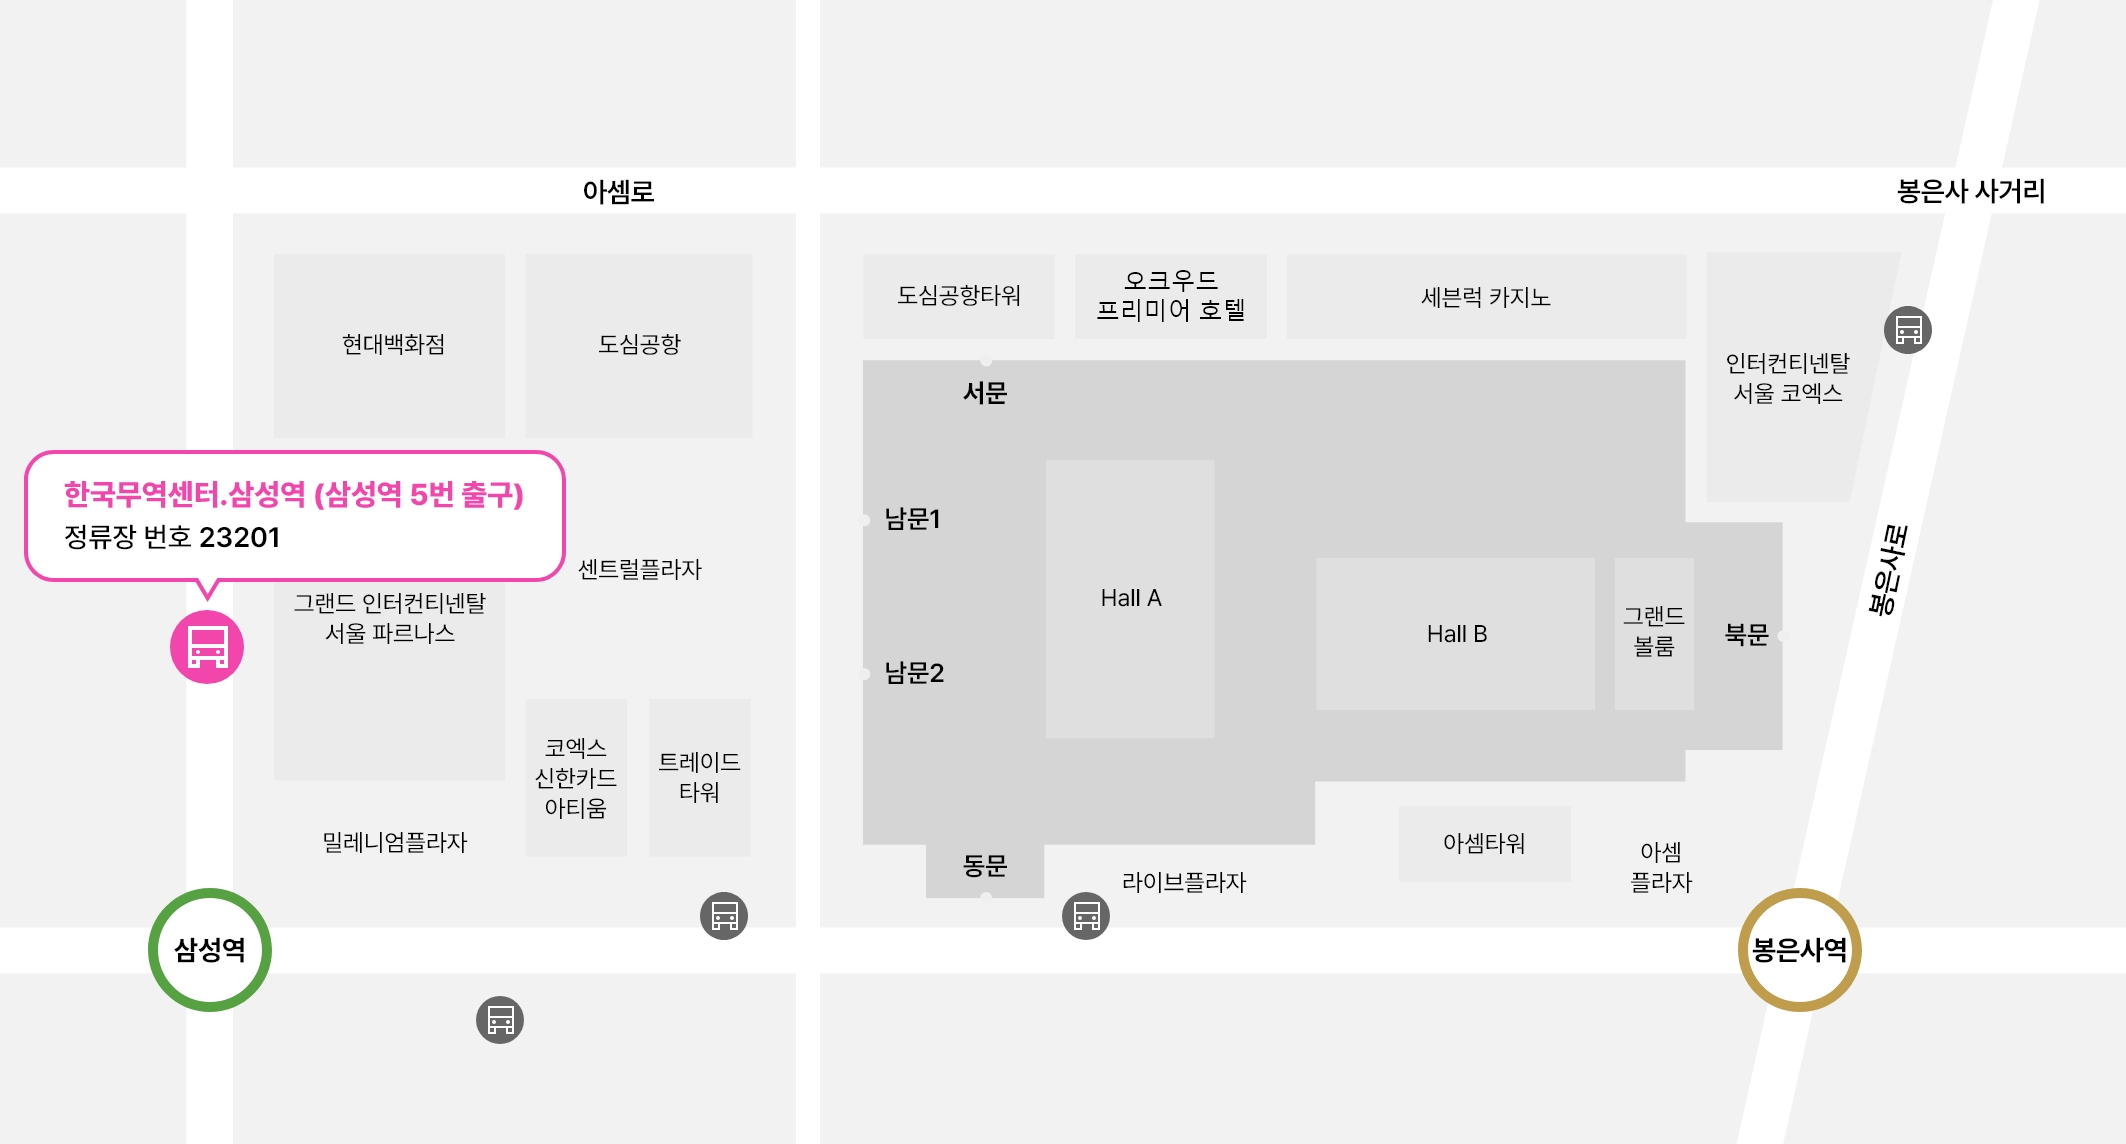 아셈로
봉은사 사거리
현대백화점
도심공항
도심공항타워
오크우드
프리미어 호텔
세븐럭 카지노
인터컨티넨탈
서울 코엑스
서문
한국무역센터.삼성역 (삼성역 5번 출구)
정류장 번호 23201
남문1
센트럴플라자
봉은사로
그랜드 인터컨티넨탈
서울 파르나스
Hall A
Hall B
그랜드
볼룸
북문
남문2
코엑스
신한카드
아티움
트레이드
타워
밀레니엄플라자
동문
라이브플라자
아셈타워
아셈
플라자
삼성역
봉은사역